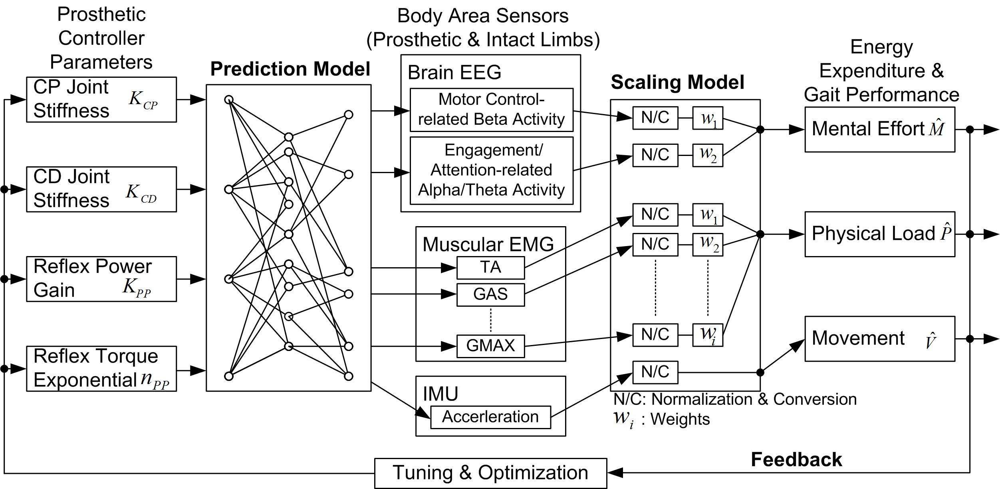 Prosthetic
Controller
Parameters
CP Joint
Stiffness K_CP
CD Joint
Stiffness K_CD
Reflex Power
Gain K_PP
Reflex Torque
Exponential n_PP
Prediction Model
Body Area Sensors
(Prosthetic & Intact Limbs)
Brain EEG
Motor Control-
related Beta Activity
Engagement/
Attention-related
Alpha/Theta Activity
Muscular EMG
TA
GAS
GMAX
IMU
Accerleration
Scaling Model
N/C w_1
N/C w_2
N/C w_1
N/C w_2
N/C w_i
N/C
N/C: Normalization & Conversion
w_i : Weights
Energy
Expenditure &
Gait Performance
Mental Effort M̂
Physical Load P̂
Movement V̂
Feedback
Tuning & Optimization